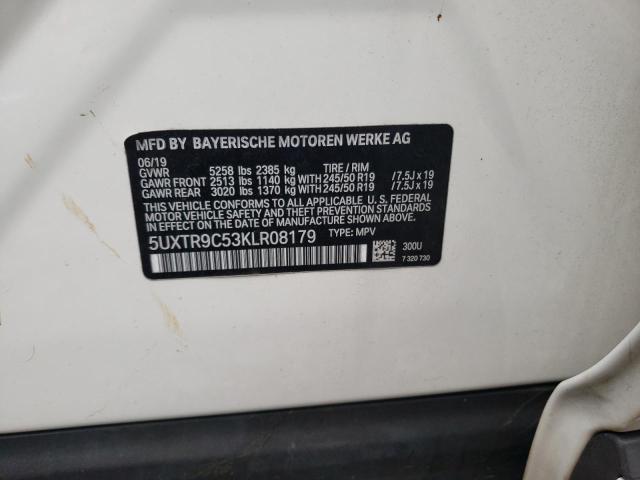 MFD BY BAYERISCHE MOTOREN WERKE AG
06/19
GVWR 5258 lbs 2385 kg TIRE / RIM
GAWR FRONT 2513 lbs 1140 kg WITH 245/50 R19 /7.5J x 19
GAWR REAR 3020 lbs 1370 kg WITH 245/50 R19 /7.5J x 19
THIS VEHICLE CONFORMS TO ALL APPLICABLE U.S. FEDERAL
MOTOR VEHICLE SAFETY STANDARDS IN
EFFECT ON THE DATE OF MANUFACTURE SHOWN ABOVE.
5UXTR9C53KLR08179 TYPE: MPV
300U
7 320 730